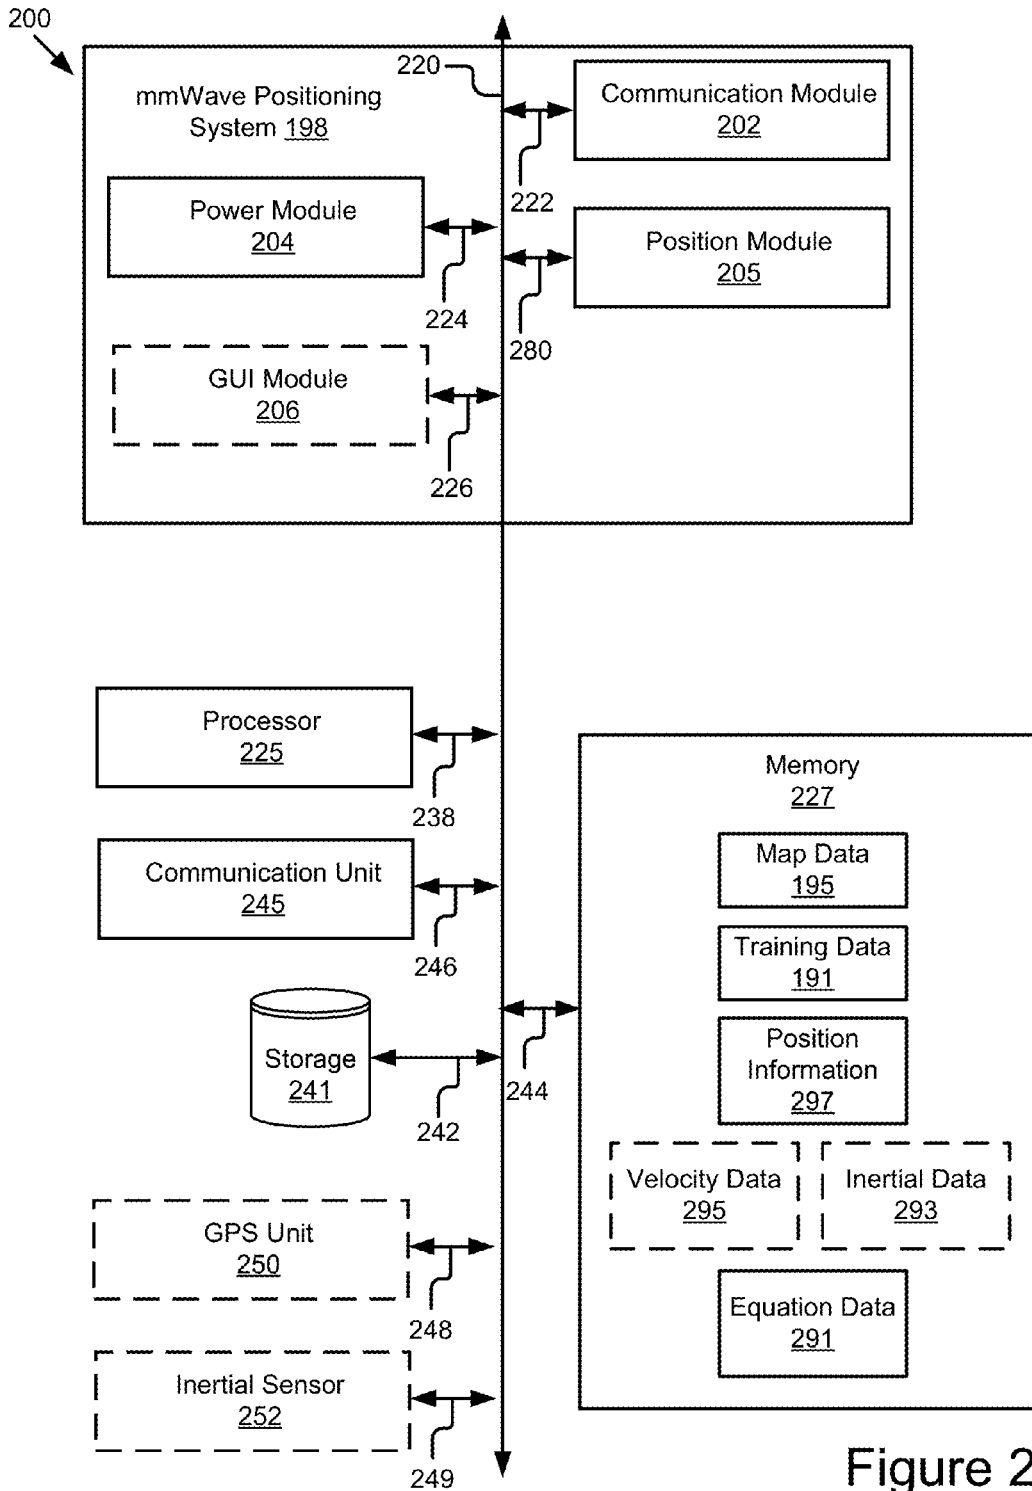 200
mmWave Positioning
System 198
220
Communication Module
202
222
Power Module
204
224
Position Module
205
280
GUI Module
206
226
Processor
225
238
Communication Unit
245
246
Storage
241
242
244
GPS Unit
250
248
Inertial Sensor
252
249
Memory
227
Map Data
195
Training Data
191
Position
Information
297
Velocity Data
295
Inertial Data
293
Equation Data
291
Figure 2